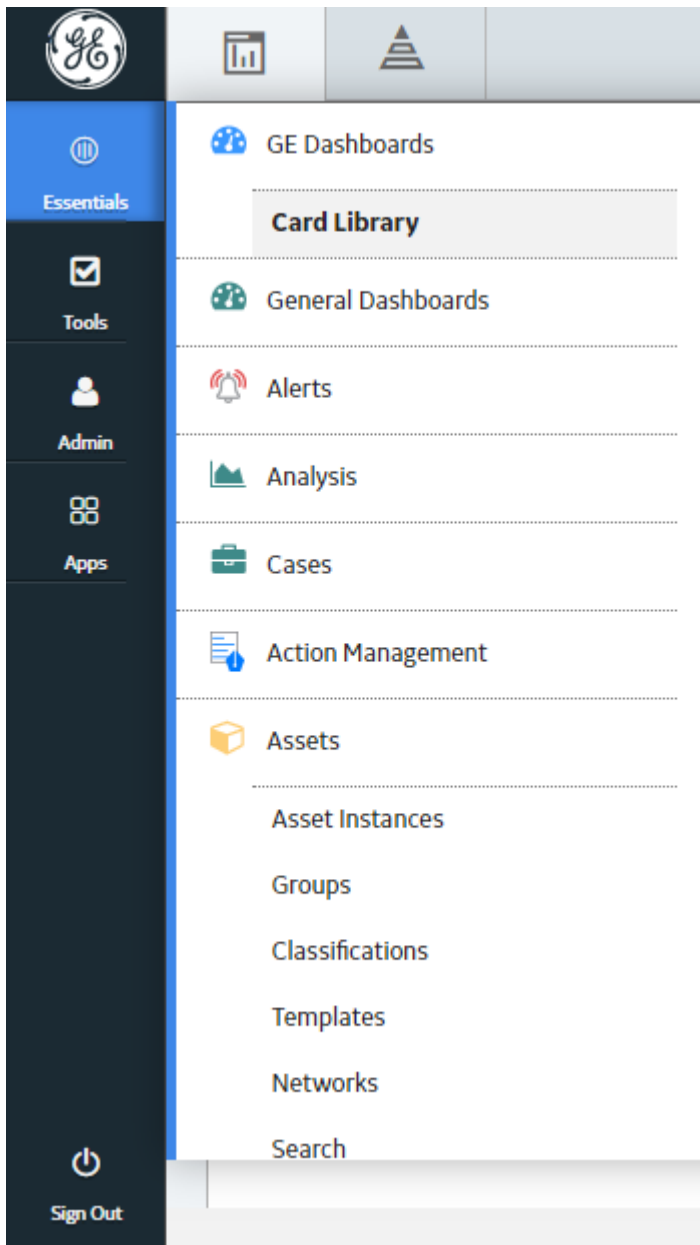 GE
Essentials
Tools
Admin
Apps
Sign Out
GE Dashboards
Card Library
General Dashboards
Alerts
Analysis
Cases
Action Management
Assets
Asset Instances
Groups
Classifications
Templates
Networks
Search